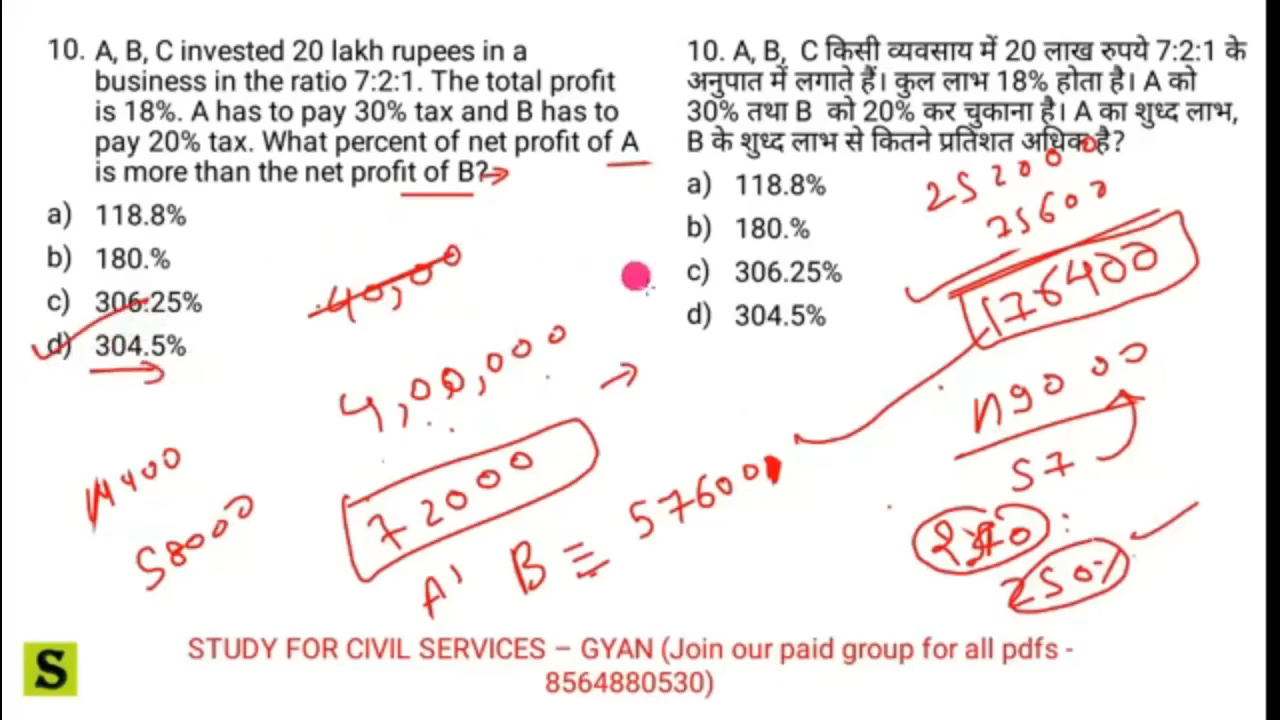 10. A, B, C invested 20 lakh rupees in a
business in the ratio 7:2:1. The total profit
is 18%. A has to pay 30% tax and B has to
pay 20% tax. What percent of net profit of A
is more than the net profit of B?
a) 118.8%
b) 180.%
c) 306.25%
d) 304.5%
40,00
4,00,000
72000
A' B = 57600
14400
58000
10. A, B, C किसी व्यवसाय में 20 लाख रुपये 7:2:1 के
अनुपात में लगाते हैं। कुल लाभ 18% होता है। A को
30% तथा B को 20% कर चुकाना है। A का शुध्द लाभ,
B के शुध्द लाभ से कितने प्रतिशत अधिक है?
a) 118.8%
b) 180.%
c) 306.25%
d) 304.5%
252000
75600
176400
57
250%
S
STUDY FOR CIVIL SERVICES – GYAN (Join our paid group for all pdfs -
8564880530)